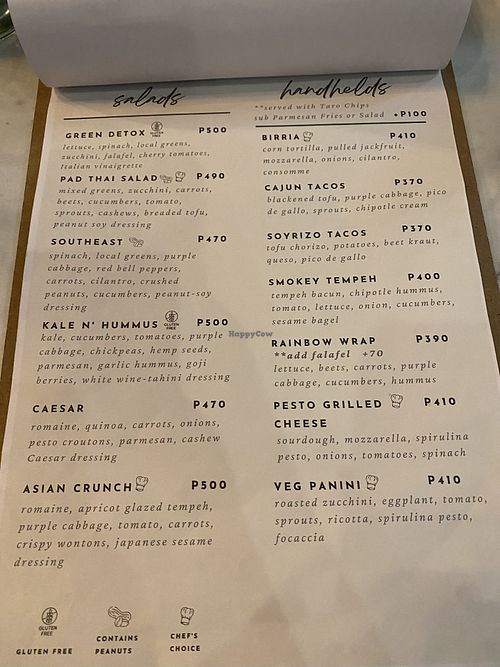 salads
GREEN DETOX GLUTEN FREE P500
lettuce, spinach, local greens,
zucchini, falafel, cherry tomatoes,
Italian vinaigrette
PAD THAI SALAD P490
mixed greens, zucchini, carrots,
beets, cucumbers, tomato,
sprouts, cashews, breaded tofu,
peanut soy dressing
SOUTHEAST P470
spinach, local greens, purple
cabbage, red bell peppers,
carrots, cilantro, crushed
peanuts, cucumbers, peanut-soy
dressing
KALE N' HUMMUS GLUTEN FREE P500
kale, cucumbers, tomatoes, purple
cabbage, chickpeas, hemp seeds,
parmesan, garlic hummus, goji
berries, white wine-tahini dressing
CAESAR P470
romaine, quinoa, carrots, onions,
pesto croutons, parmesan, cashew
Caesar dressing
ASIAN CRUNCH P500
romaine, apricot glazed tempeh,
purple cabbage, tomato, carrots,
crispy wontons, japanese sesame
dressing
handhelds
**served with Taro Chips
sub Parmesan Fries or Salad +P100
BIRRIA P410
corn tortilla, pulled jackfruit,
mozzarella, onions, cilantro,
consomme
CAJUN TACOS P370
blackened tofu, purple cabbage, pico
de gallo, sprouts, chipotle cream
SOYRIZO TACOS P370
tofu chorizo, potatoes, beet kraut,
queso, pico de gallo
SMOKEY TEMPEH P400
tempeh bacon, chipotle hummus,
tomato, lettuce, onion, cucumbers,
sesame bagel
RAINBOW WRAP P390
**add falafel +70
lettuce, beets, carrots, purple
cabbage, cucumbers, hummus
PESTO GRILLED P410
CHEESE
sourdough, mozzarella, spirulina
pesto, onions, tomatoes, spinach
VEG PANINI P410
roasted zucchini, eggplant, tomato,
sprouts, ricotta, spirulina pesto,
focaccia
GLUTEN
FREE
GLUTEN FREE
CONTAINS
PEANUTS
CHEF'S
CHOICE
HappyCow